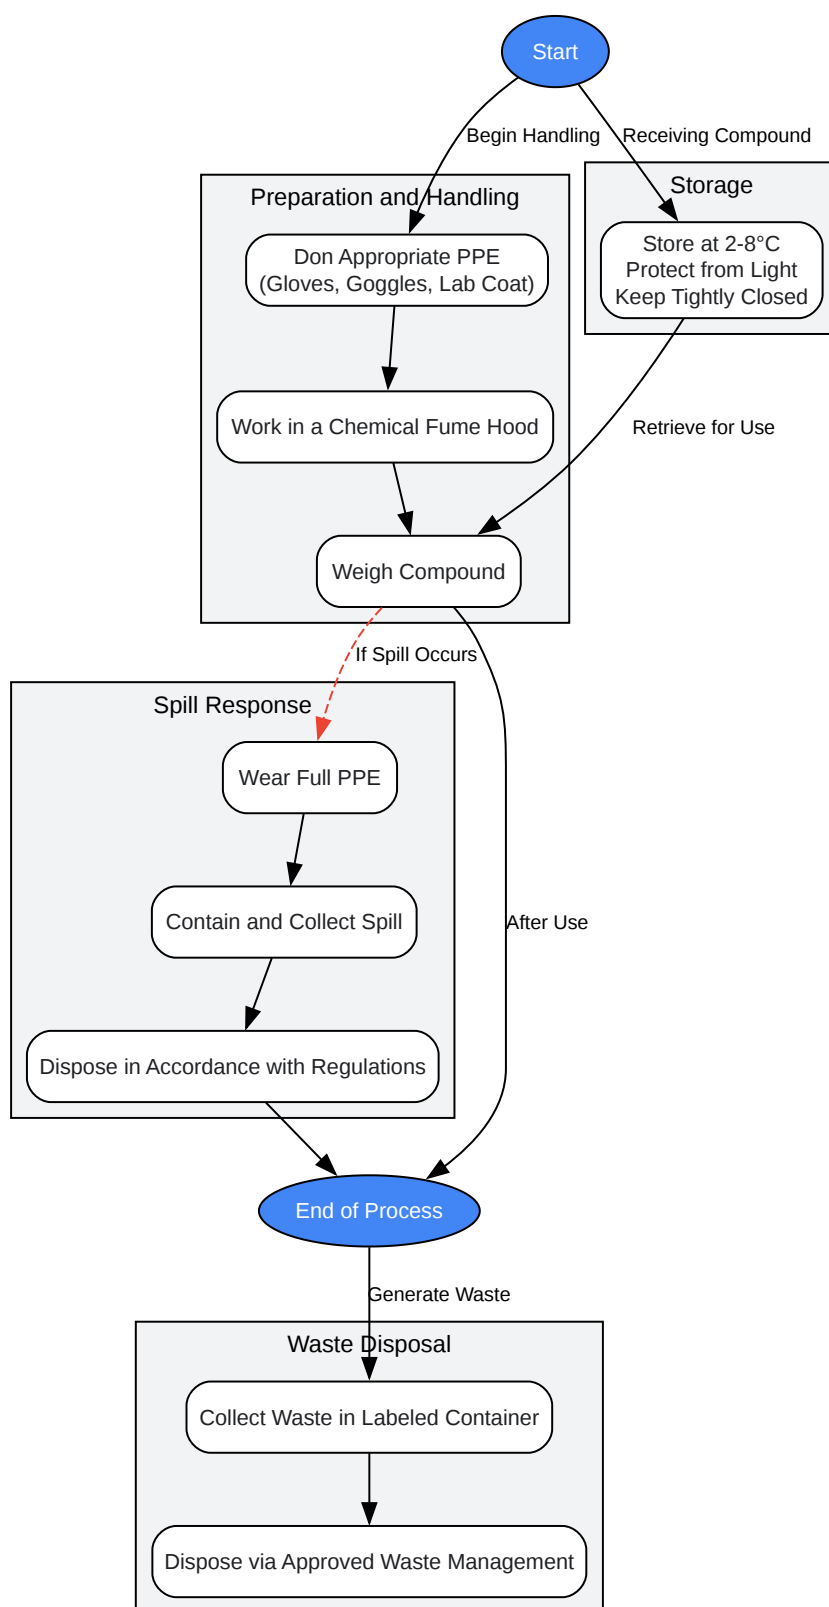 Start
Begin Handling
Receiving Compound
Preparation and Handling
Storage
Don Appropriate PPE
(Gloves, Goggles, Lab Coat)
Store at 2-8°C
Protect from Light
Keep Tightly Closed
Work in a Chemical Fume Hood
Retrieve for Use
Weigh Compound
If Spill Occurs
Spill Response
Wear Full PPE
Contain and Collect Spill
After Use
Dispose in Accordance with Regulations
End of Process
Generate Waste
Waste Disposal
Collect Waste in Labeled Container
Dispose via Approved Waste Management